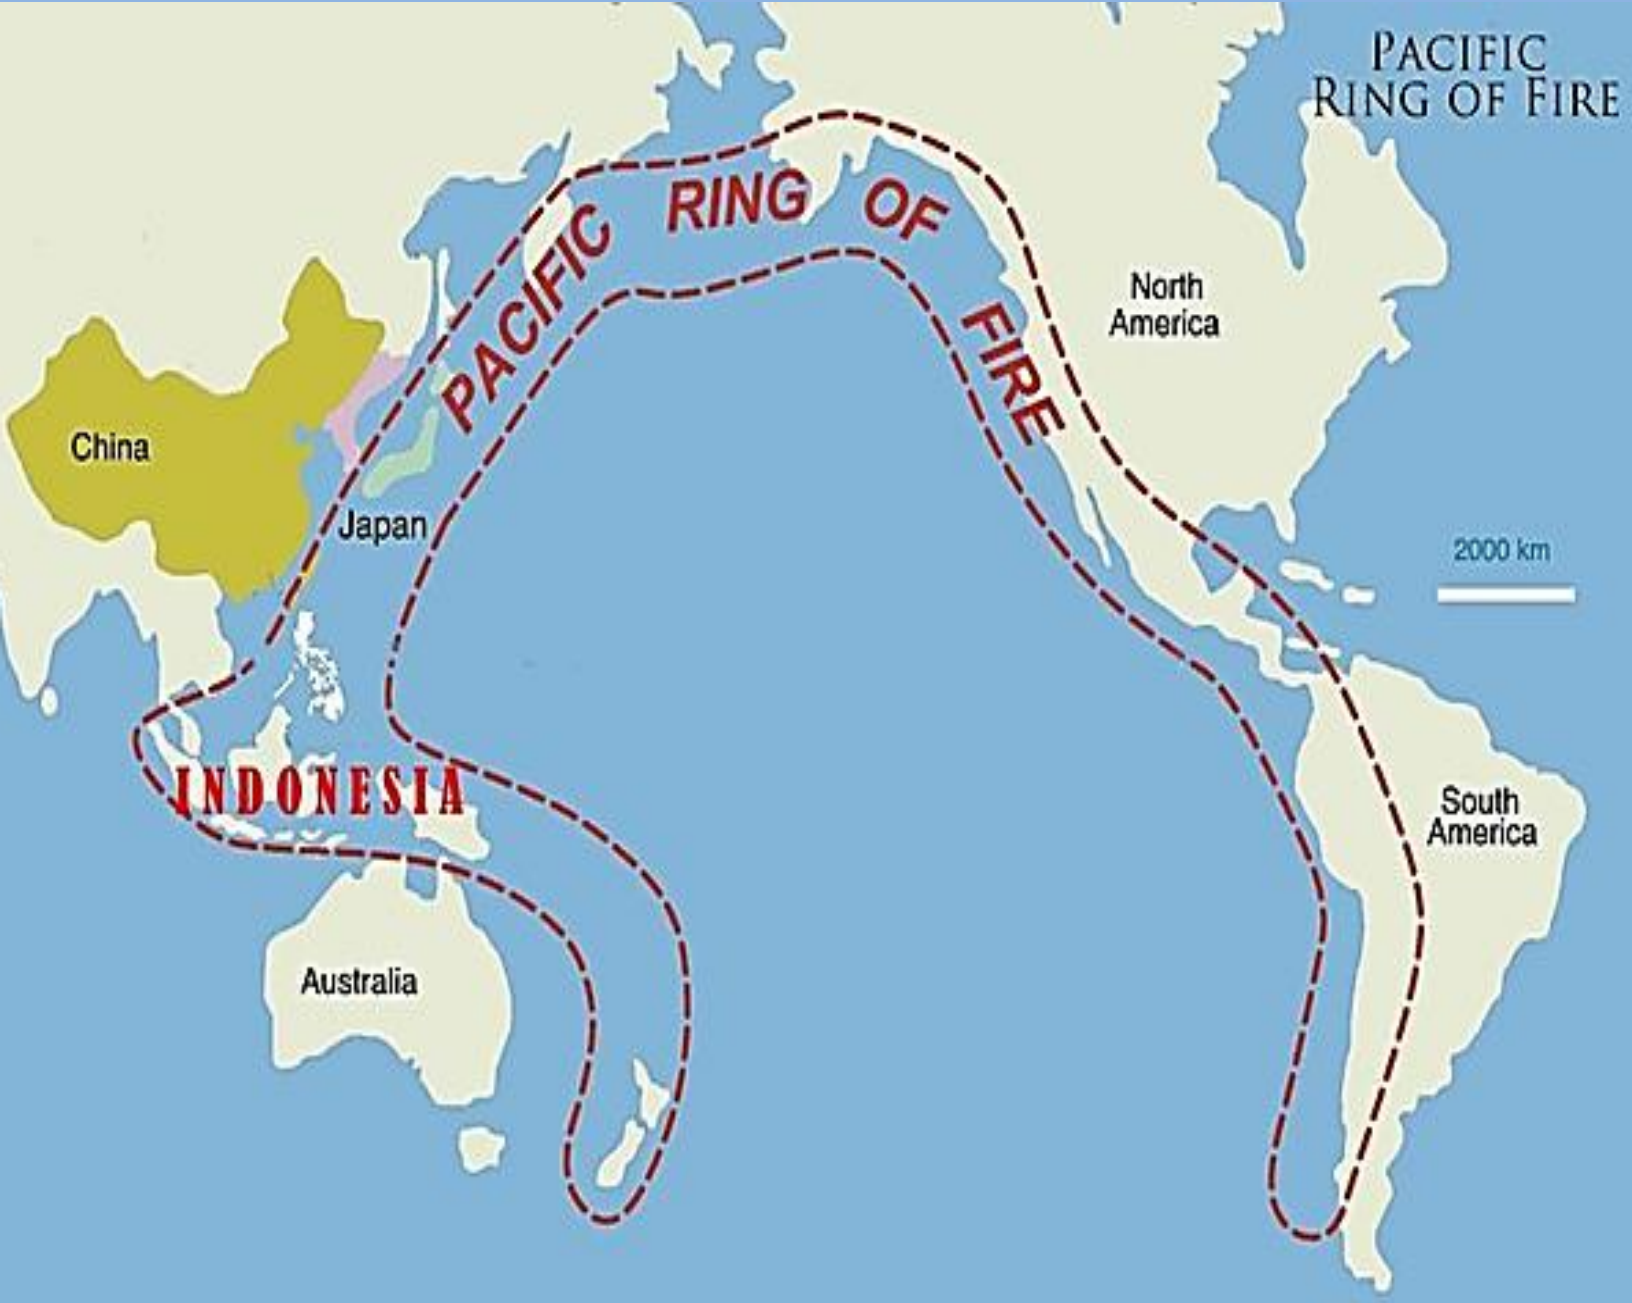 PACIFIC
RING OF FIRE
PACIFIC RING OF FIRE
North
America
China
Japan
2000 km
INDONESIA
South
America
Australia